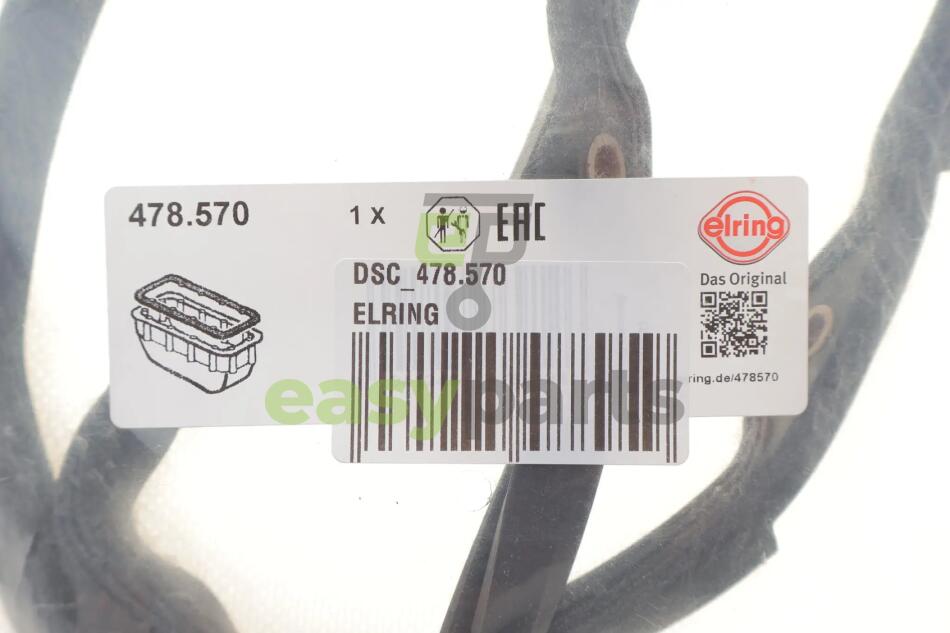 478.570
1 X
EAC
elring
Das Original
ring.de/478570
DSC_478.570
ELRING
easyparts